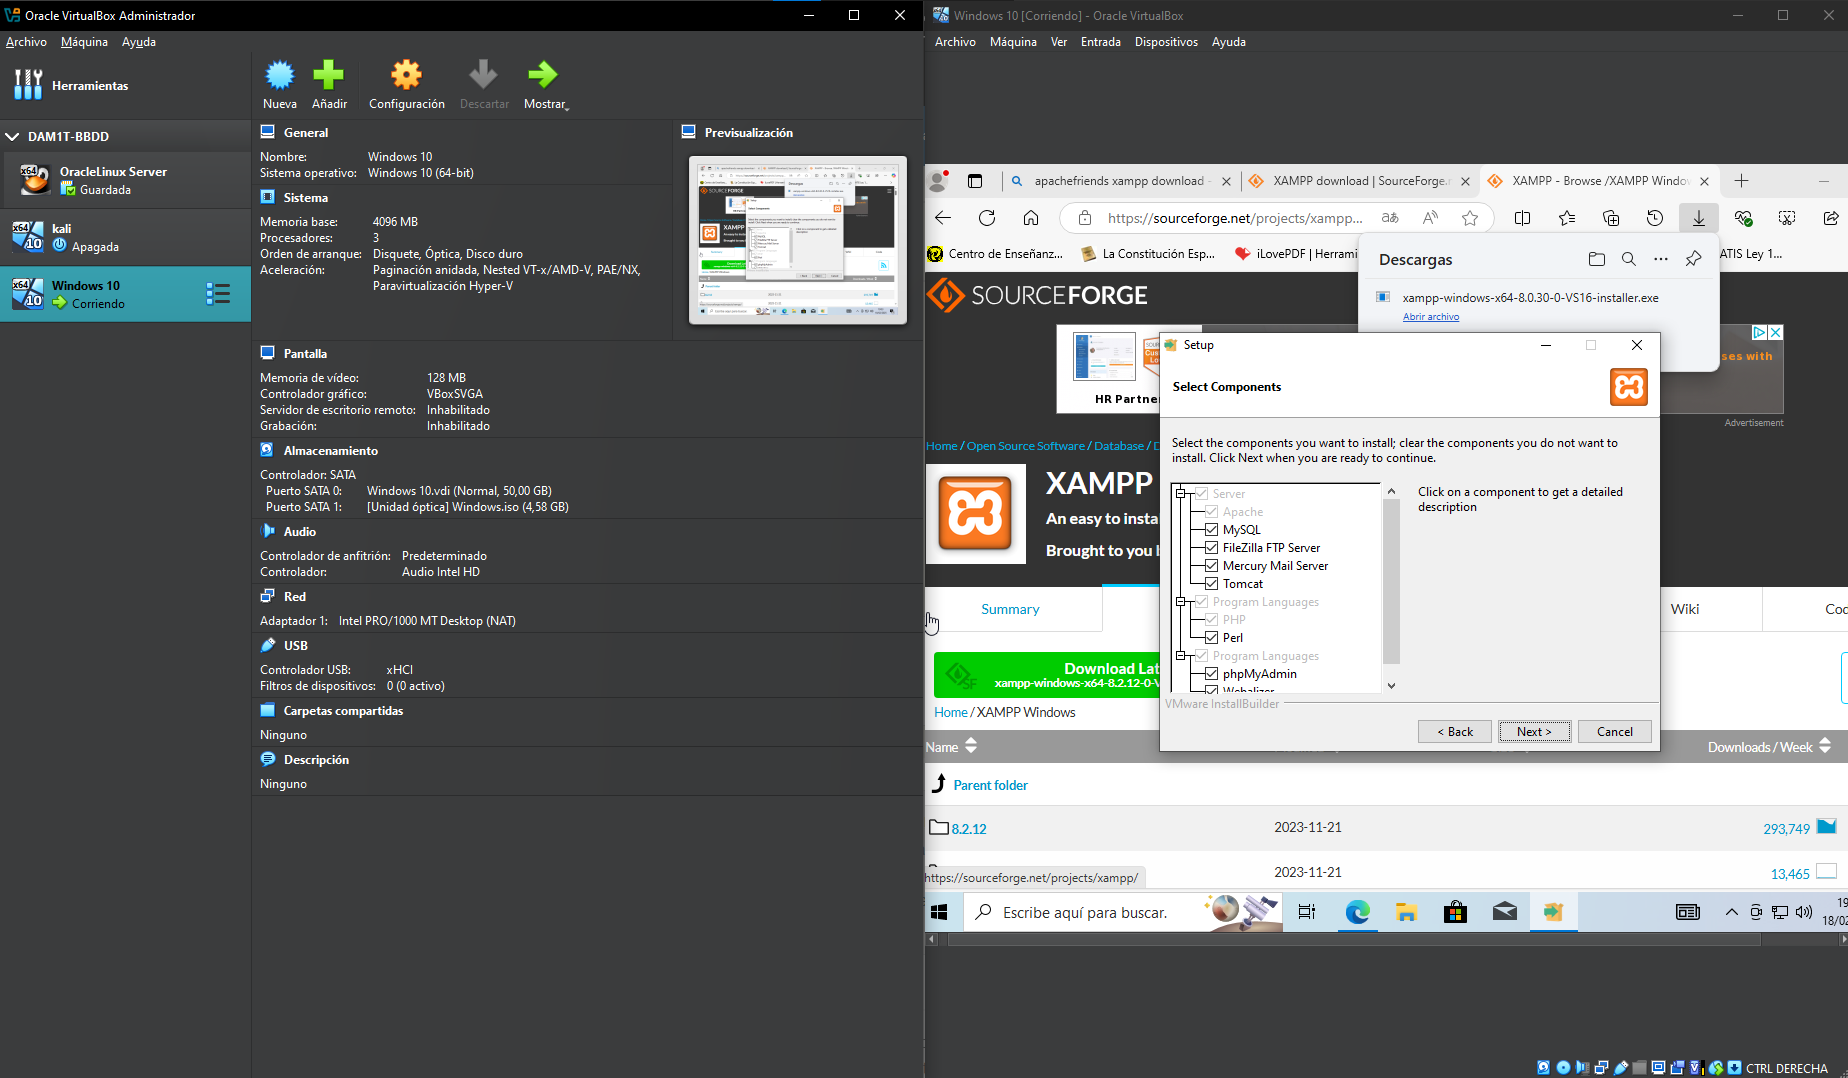 Oracle VirtualBox Administrador
Archivo Máquina Ayuda
Herramientas
Nueva Añadir Configuración Descartar Mostrar
DAM1T-BBDD
OracleLinux Server
Guardada
kali
Apagada
Windows 10
Corriendo
General
Nombre: Windows 10
Sistema operativo: Windows 10 (64-bit)
Sistema
Memoria base: 4096 MB
Procesadores: 3
Orden de arranque: Disquete, Óptica, Disco duro
Aceleración: Paginación anidada, Nested VT-x/AMD-V, PAE/NX,
Paravirtualización Hyper-V
Previsualización
Pantalla
Memoria de vídeo: 128 MB
Controlador gráfico: VBoxSVGA
Servidor de escritorio remoto: Inhabilitado
Grabación: Inhabilitado
Almacenamiento
Controlador: SATA
Puerto SATA 0: Windows 10.vdi (Normal, 50,00 GB)
Puerto SATA 1: [Unidad óptica] Windows.iso (4,58 GB)
Audio
Controlador de anfitrión: Predeterminado
Controlador: Audio Intel HD
Red
Adaptador 1: Intel PRO/1000 MT Desktop (NAT)
USB
Controlador USB: xHCI
Filtros de dispositivos: 0 (0 activo)
Carpetas compartidas
Ninguno
Descripción
Ninguno
Windows 10 [Corriendo] - Oracle VirtualBox
Archivo Máquina Ver Entrada Dispositivos Ayuda
apachefriends xampp download - XAMPP download | SourceForge.n XAMPP - Browse /XAMPP Window
https://sourceforge.net/projects/xampp...
Centro de Enseñanz... La Constitución Esp... iLovePDF | Herrami ATIS Ley 1...
Descargas
xampp-windows-x64-8.0.30-0-VS16-installer.exe
Abrir archivo
SOURCEFORGE
HR Partne
ses with
Advertisement
Home / Open Source Software / Database / D
XAMPP
An easy to insta
Brought to you b
Summary Wiki Coc
Download Lat
xampp-windows-x64-8.2.12-0-V
Home / XAMPP Windows
Name Downloads / Week
Parent folder
8.2.12 2023-11-21 293,749
2023-11-21 13,465
https://sourceforge.net/projects/xampp/
Setup
Select Components
Select the components you want to install; clear the components you do not want to
install. Click Next when you are ready to continue.
Server
Apache
MySQL
FileZilla FTP Server
Mercury Mail Server
Tomcat
Program Languages
PHP
Perl
Program Languages
phpMyAdmin
Webalizer
Click on a component to get a detailed
description
VMware InstallBuilder
< Back Next > Cancel
Escribe aquí para buscar.
19
18/02
CTRL DERECHA